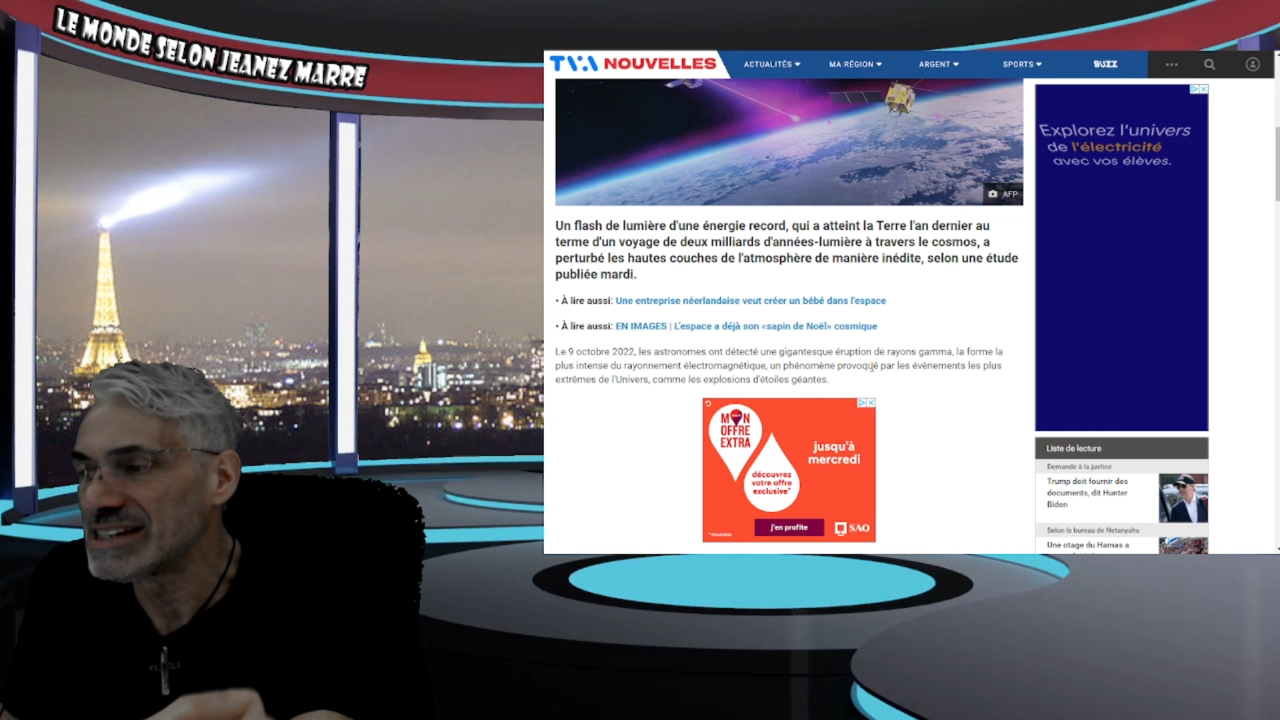 LE MONDE SELON JEANEZ MARRE
TVA NOUVELLES
ACTUALITÉS
MA RÉGION
ARGENT
SPORTS
BUZZ
AFP
Un flash de lumière d'une énergie record, qui a atteint la Terre l'an dernier au
terme d'un voyage de deux milliards d'années-lumière à travers le cosmos, a
perturbé les hautes couches de l'atmosphère de manière inédite, selon une étude
publiée mardi.
• À lire aussi: Une entreprise néerlandaise veut créer un bébé dans l'espace
• À lire aussi: EN IMAGES | L'espace a déjà son «sapin de Noël» cosmique
Le 9 octobre 2022, les astronomes ont détecté une gigantesque éruption de rayons gamma, la forme la
plus intense du rayonnement électromagnétique, un phénomène provoqué par les évènements les plus
extrêmes de l'Univers, comme les explosions d'étoiles géantes.
MON
OFFRE
EXTRA
découvrez
votre offre
exclusive*
jusqu'à
mercredi
j'en profite
SAQ
Explorez l'univers
de l'électricité
avec vos élèves.
Liste de lecture
Demande à la justice
Trump doit fournir des
documents, dit Hunter
Biden
Selon le bureau de Netanyahu
Une otage du Hamas a